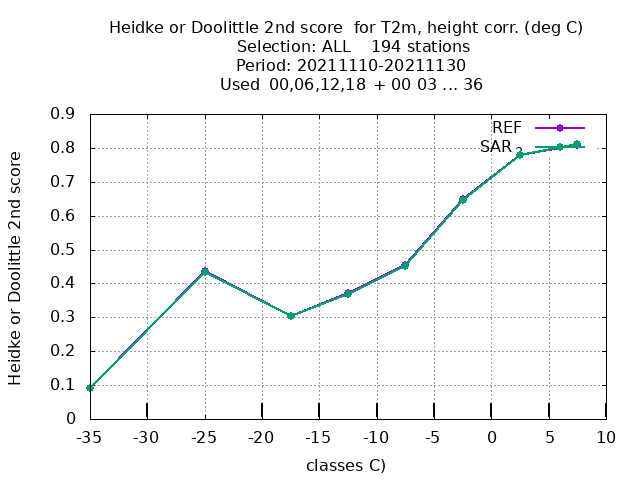 Heidke or Doolittle 2nd score  for T2m, height corr. (deg C)
Selection: ALL    194 stations
Period: 20211110-20211130
Used  00,06,12,18  + 00 03 ... 36
0.9
0.8
0.7
0.6
0.5
0.4
0.3
0.2
0.1
0
Heidke or Doolittle 2nd score
REF
SAR
-35 -30 -25 -20 -15 -10 -5 0 5 10
classes C)